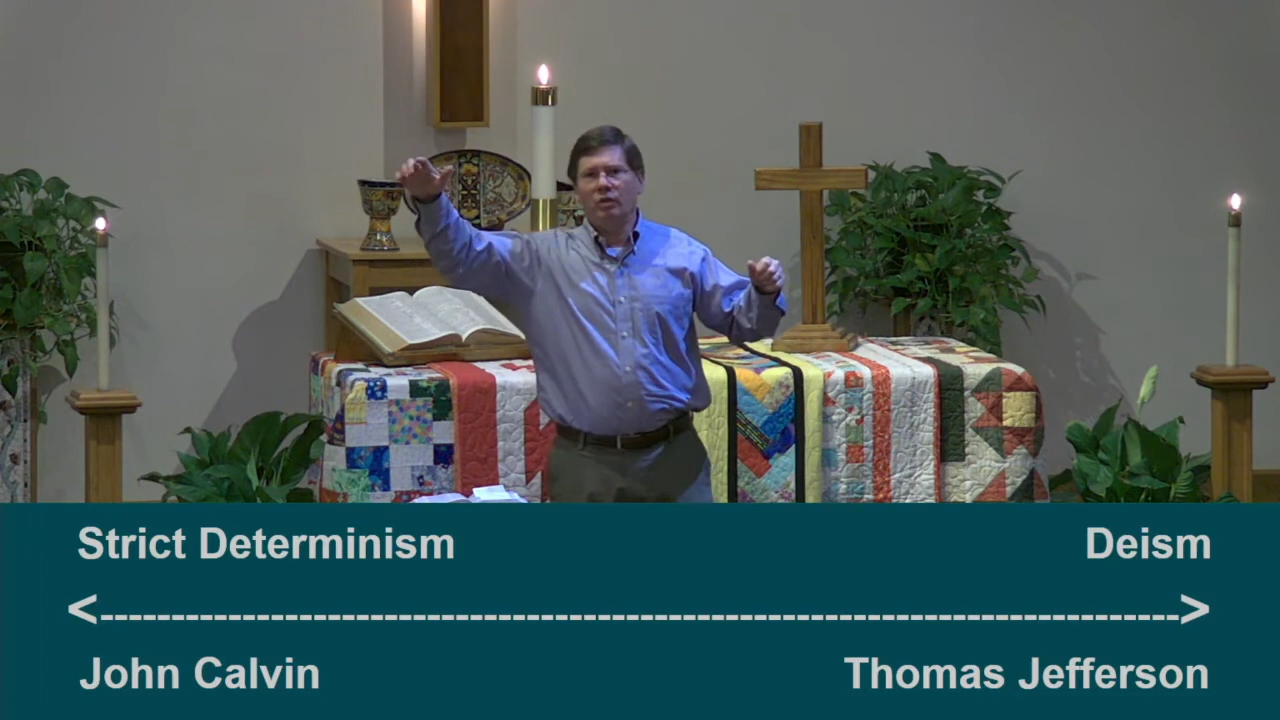 Strict Determinism Deism
<-------------------------------------------------------------------------->
John Calvin Thomas Jefferson